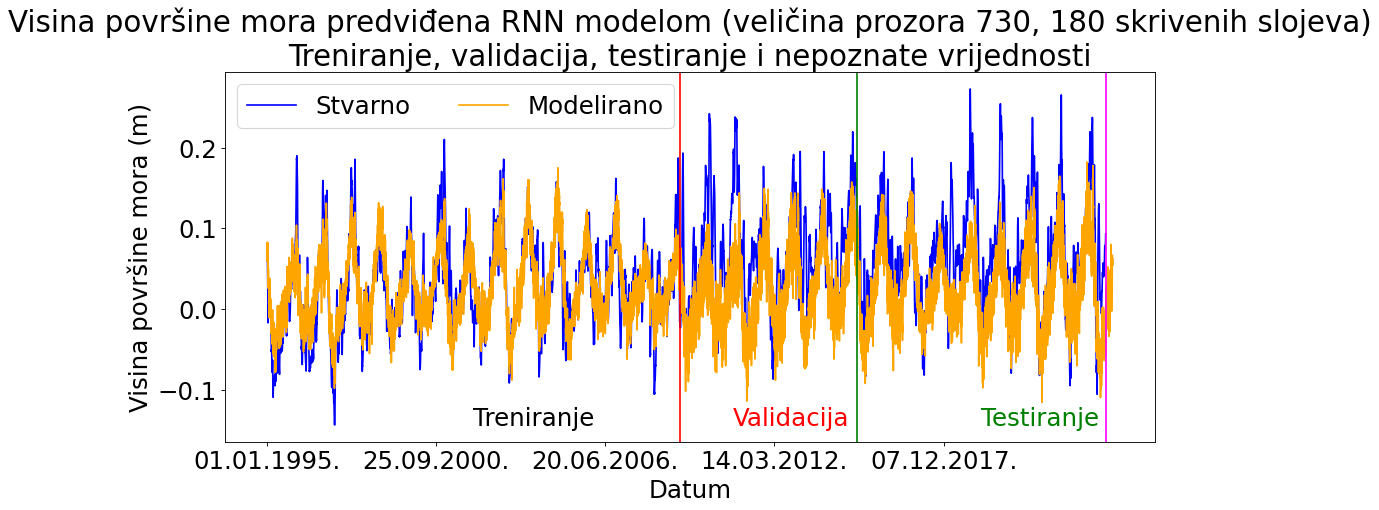 Visina površine mora predviđena RNN modelom (veličina prozora 730, 180 skrivenih slojeva)
Treniranje, validacija, testiranje i nepoznate vrijednosti
Stvarno Modelirano
Visina površine mora (m)
0.2
0.1
0.0
−0.1
Treniranje Validacija Testiranje
01.01.1995. 25.09.2000. 20.06.2006. 14.03.2012. 07.12.2017.
Datum